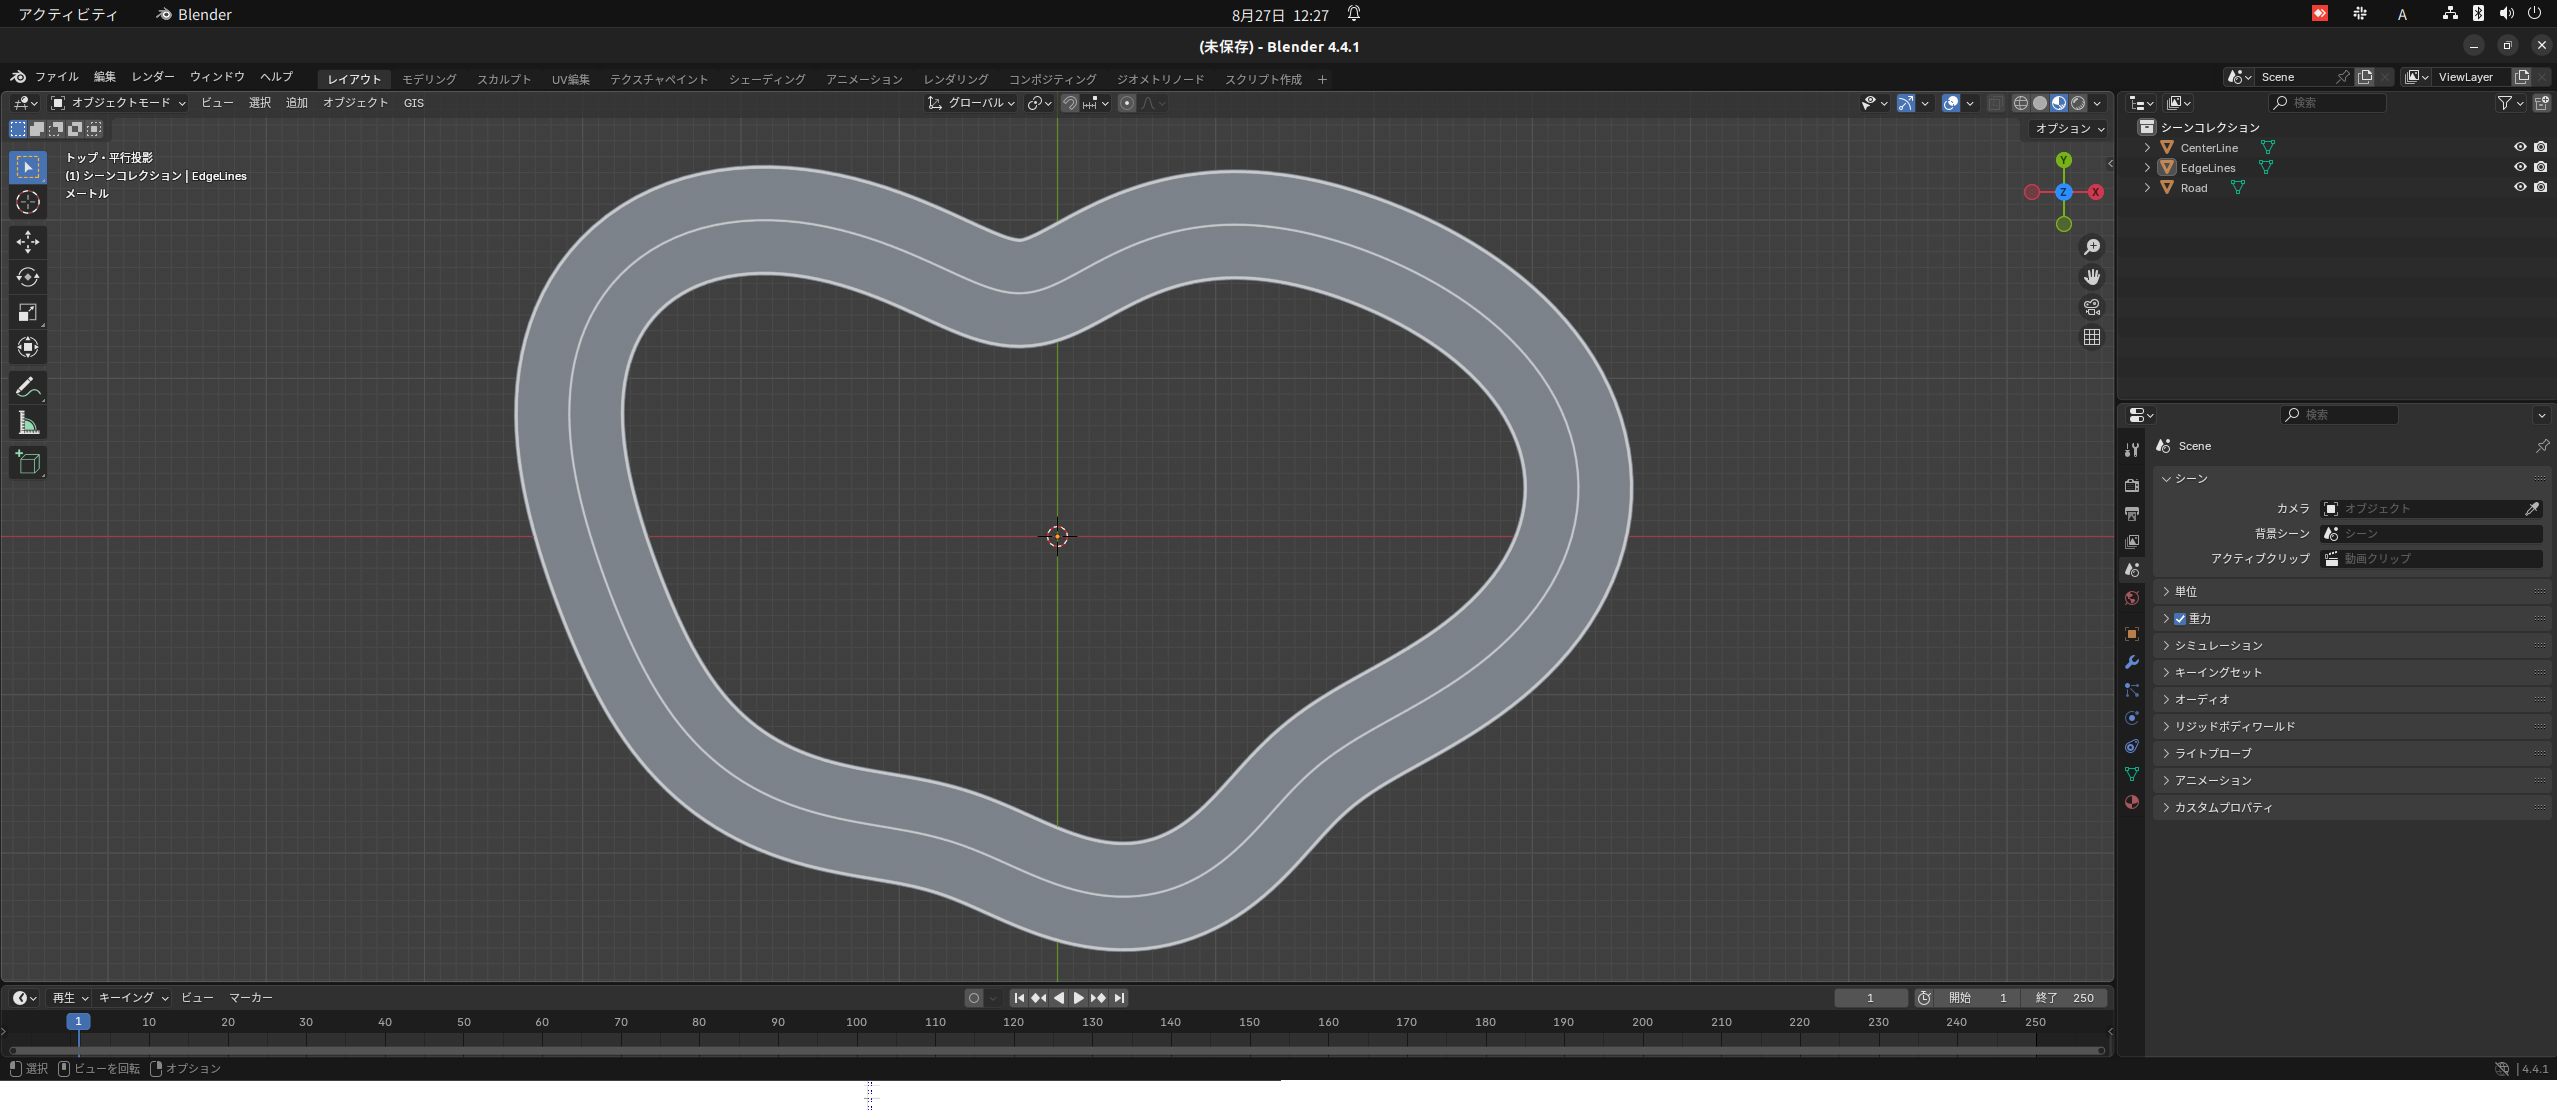 アクティビティ Blender 8月27日 12:27 A
(未保存) - Blender 4.4.1
ファイル 編集 レンダー ウィンドウ ヘルプ レイアウト モデリング スカルプト UV編集 テクスチャペイント シェーディング アニメーション レンダリング コンポジティング ジオメトリノード スクリプト作成 + Scene ViewLayer
オブジェクトモード ビュー 選択 追加 オブジェクト GIS グローバル 検索
オプション
トップ・平行投影
(1) シーンコレクション | EdgeLines
メートル
Y
X
Z
シーンコレクション
CenterLine
EdgeLines
Road
検索
Scene
シーン
カメラ オブジェクト
背景シーン シーン
アクティブクリップ 動画クリップ
単位
重力
シミュレーション
キーイングセット
オーディオ
リジッドボディワールド
ライトプローブ
アニメーション
カスタムプロパティ
再生 キーイング ビュー マーカー 1 開始 1 終了 250
1 10 20 30 40 50 60 70 80 90 100 110 120 130 140 150 160 170 180 190 200 210 220 230 240 250
選択 ビューを回転 オプション 4.4.1